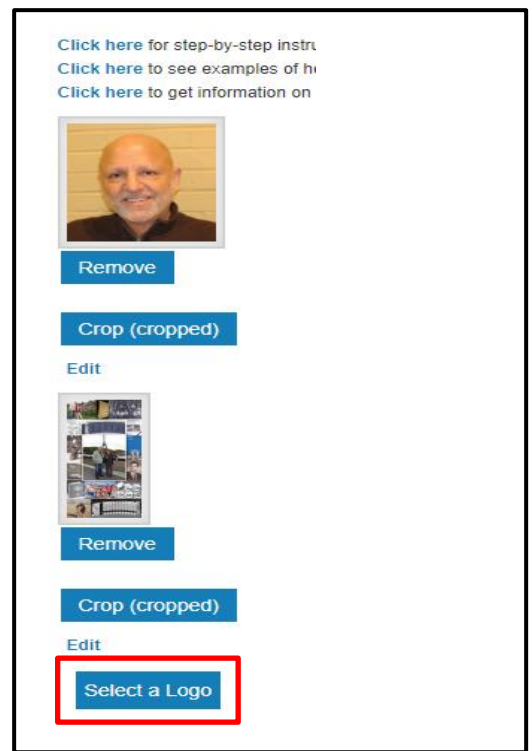 Click here for step-by-step instru
Click here to see examples of h
Click here to get information on
Remove
Crop (cropped)
Edit
Remove
Crop (cropped)
Edit
Select a Logo